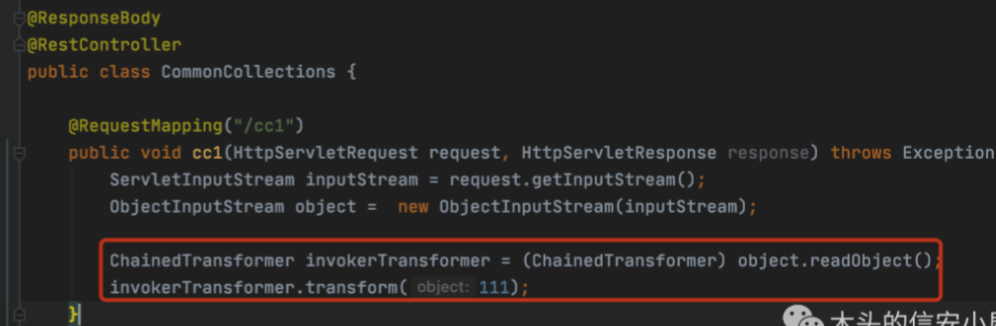 @ResponseBody
@RestController
public class CommonCollections {
@RequestMapping("/cc1")
public void cc1(HttpServletRequest request, HttpServletResponse response) throws Exception
ServletInputStream inputStream = request.getInputStream();
ObjectInputStream object =  new ObjectInputStream(inputStream);
ChainedTransformer invokerTransformer = (ChainedTransformer) object.readObject();
invokerTransformer.transform( object: 111);
}
木头的信安小